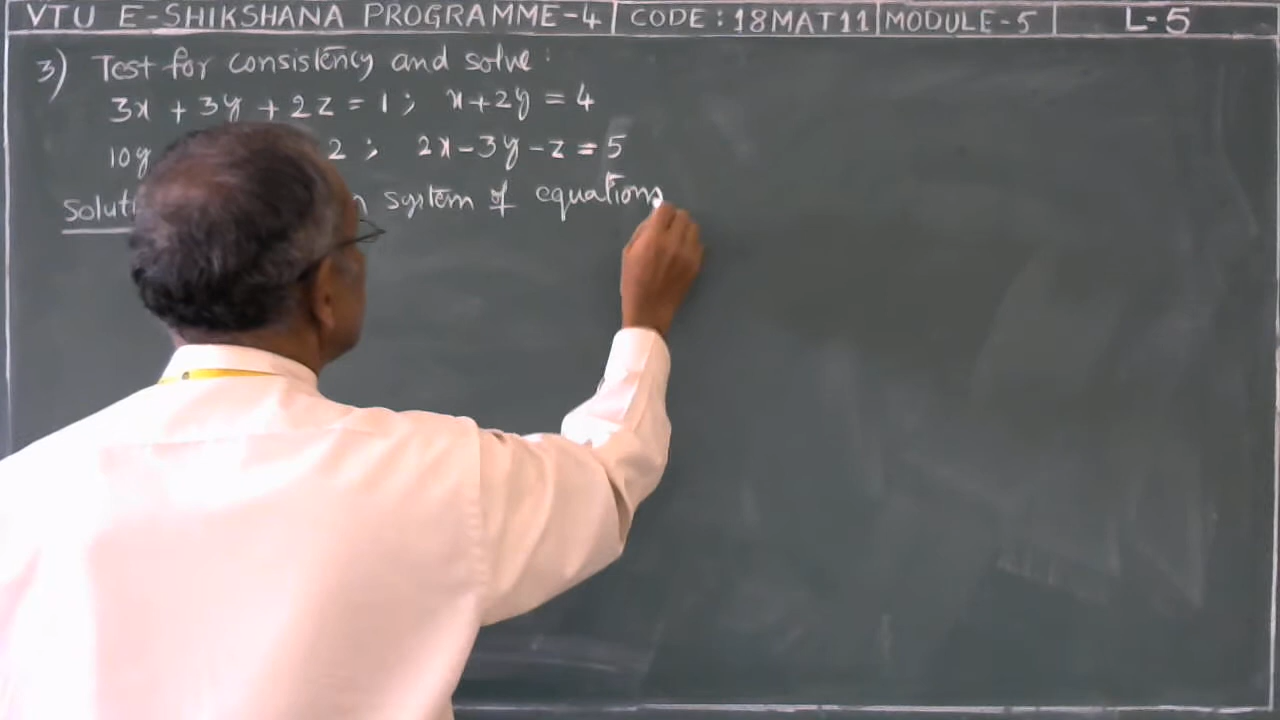 VTU E-SHIKSHANA PROGRAMME-4 CODE: 18MAT11 MODULE-5 L-5
3) Test for consistency and solve:
3x + 3y + 2z = 1; x+2y = 4
10y 2; 2x-3y-z=5
system of equations